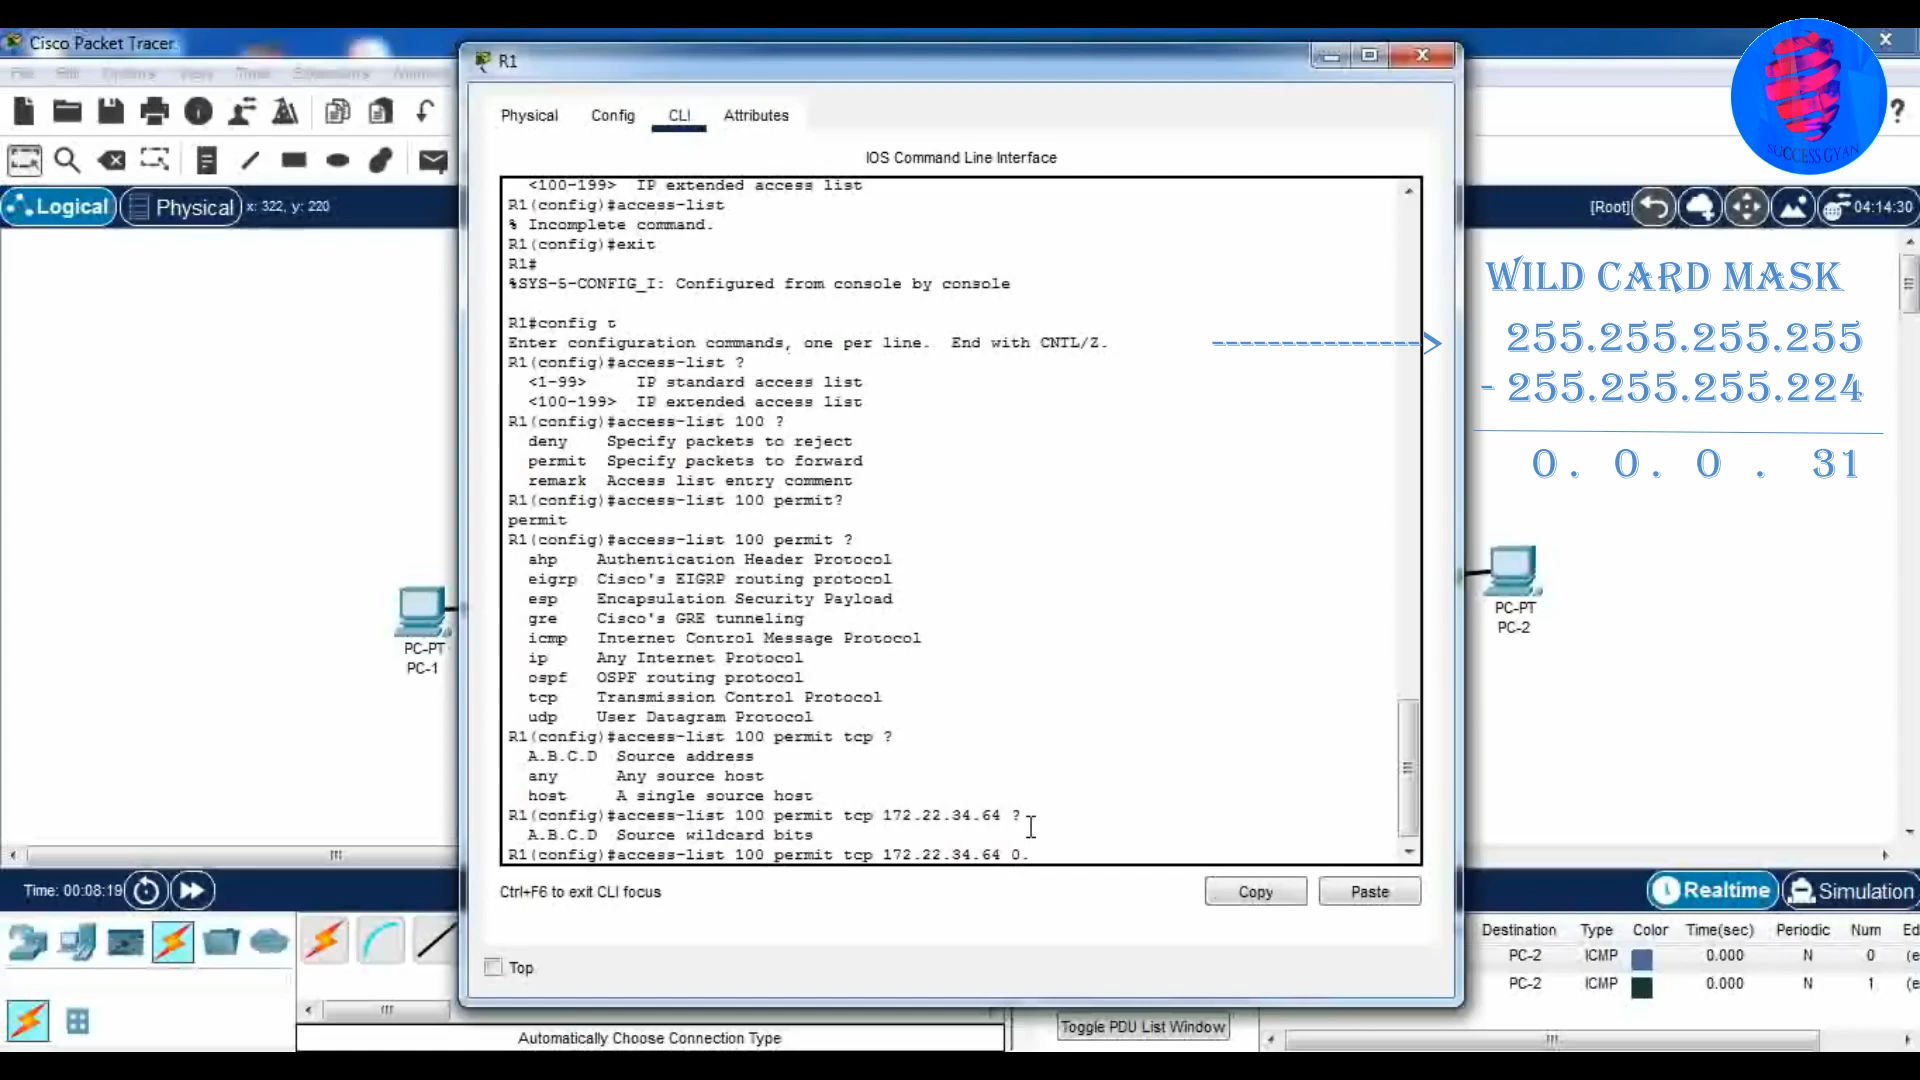 Cisco Packet Tracer
R1
Physical Config CLI Attributes
IOS Command Line Interface
SUCCESS GYAN
Logical Physical x: 322, y: 220
[Root] 04:14:30
<100-199> IP extended access list
R1(config)#access-list
% Incomplete command.
R1(config)#exit
R1#
%SYS-5-CONFIG_I: Configured from console by console
R1#config t
Enter configuration commands, one per line. End with CNTL/Z.
R1(config)#access-list ?
<1-99> IP standard access list
<100-199> IP extended access list
R1(config)#access-list 100 ?
deny Specify packets to reject
permit Specify packets to forward
remark Access list entry comment
R1(config)#access-list 100 permit?
permit
R1(config)#access-list 100 permit ?
ahp Authentication Header Protocol
eigrp Cisco's EIGRP routing protocol
esp Encapsulation Security Payload
gre Cisco's GRE tunneling
icmp Internet Control Message Protocol
ip Any Internet Protocol
ospf OSPF routing protocol
tcp Transmission Control Protocol
udp User Datagram Protocol
R1(config)#access-list 100 permit tcp ?
A.B.C.D Source address
any Any source host
host A single source host
R1(config)#access-list 100 permit tcp 172.22.34.64 ?
A.B.C.D Source wildcard bits
R1(config)#access-list 100 permit tcp 172.22.34.64 0.
Ctrl+F6 to exit CLI focus
Copy Paste
Top
WILD CARD MASK
255.255.255.255
- 255.255.255.224
0. 0. 0 . 31
PC-PT
PC-1
PC-PT
PC-2
Time: 00:08:19
Realtime Simulation
Destination Type Color Time(sec) Periodic Num Ed
PC-2 ICMP 0.000 N 0 (e
PC-2 ICMP 0.000 N 1 (e
Toggle PDU List Window
Automatically Choose Connection Type